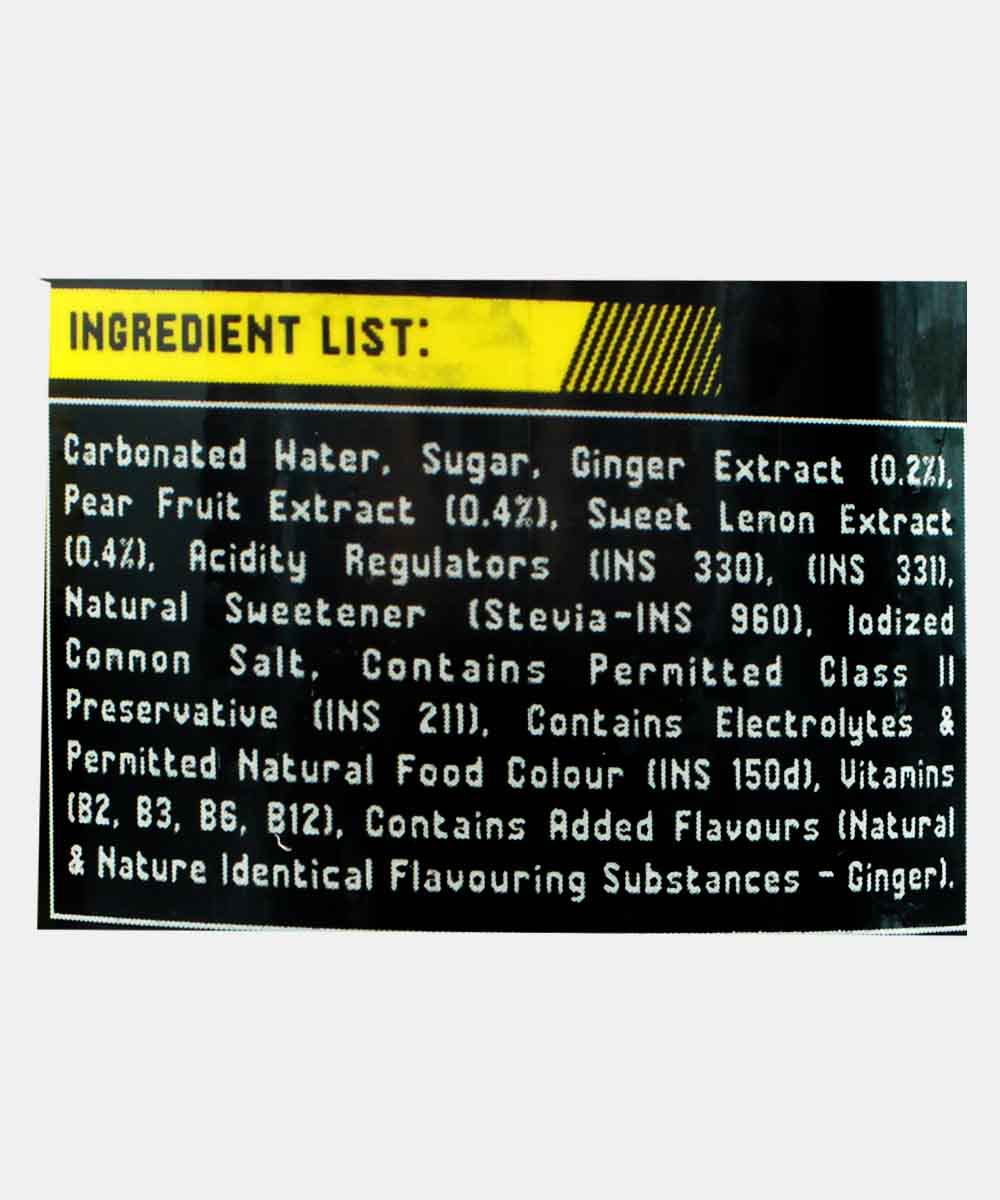 INGREDIENT LIST:
Carbonated Water, Sugar, Ginger Extract (0.2%),
Pear Fruit Extract (0.4%), Sweet Lemon Extract
(0.4%), Acidity Regulators (INS 330), (INS 331),
Natural Sweetener (Stevia-INS 960), Iodized
Common Salt, Contains Permitted Class II
Preservative (INS 211), Contains Electrolytes &
Permitted Natural Food Colour (INS 150d), Vitamins
(B2, B3, B6, B12), Contains Added Flavours (Natural
& Nature Identical Flavouring Substances - Ginger).